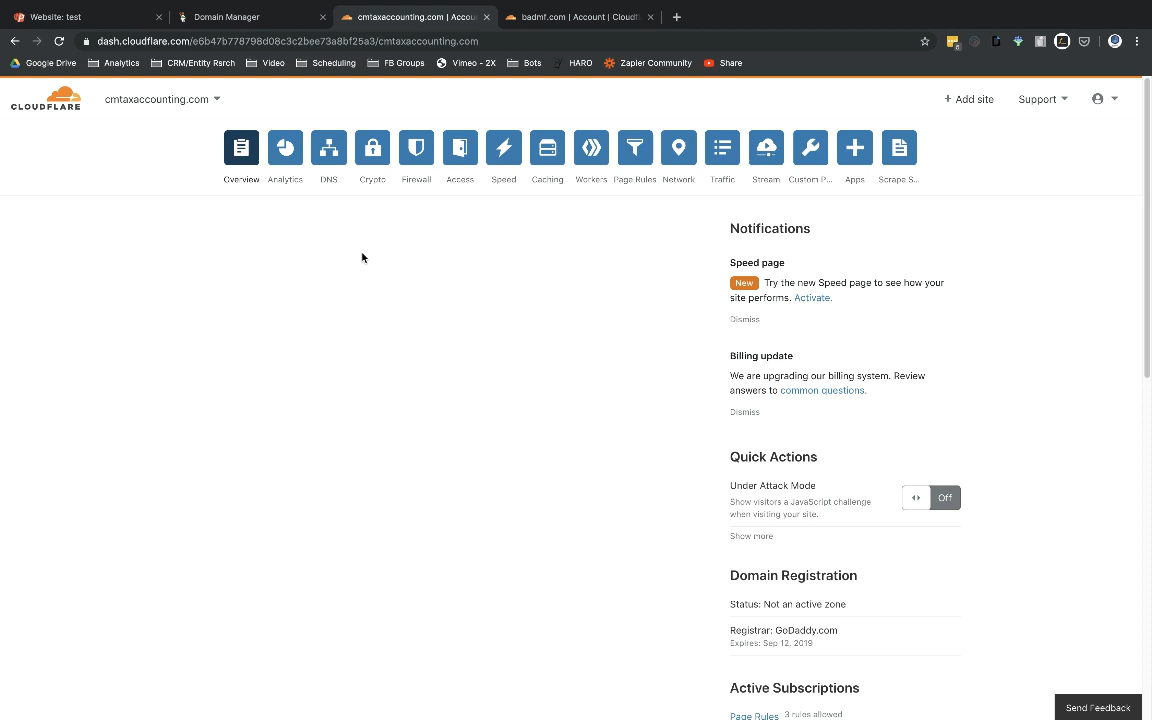 Website: test
Domain Manager
cmtaxaccounting.com | Accou
badmf.com | Account | Cloudfl
dash.cloudflare.com/e6b47b778798d08c3c2bee73a8bf25a3/cmtaxaccounting.com
Google Drive
Analytics
CRM/Entity Rsrch
Video
Scheduling
FB Groups
Vimeo - 2X
Bots
HARO
Zapier Community
Share
CLOUDFLARE
cmtaxaccounting.com
+ Add site
Support
Overview
Analytics
DNS
Crypto
Firewall
Access
Speed
Caching
Workers
Page Rules
Network
Traffic
Stream
Custom P...
Apps
Scrape S...
Notifications
Speed page
New Try the new Speed page to see how your
site performs. Activate.
Dismiss
Billing update
We are upgrading our billing system. Review
answers to common questions.
Dismiss
Quick Actions
Under Attack Mode
Show visitors a JavaScript challenge
when visiting your site.
Off
Show more
Domain Registration
Status: Not an active zone
Registrar: GoDaddy.com
Expires: Sep 12, 2019
Active Subscriptions
Page Rules 3 rules allowed
Send Feedback